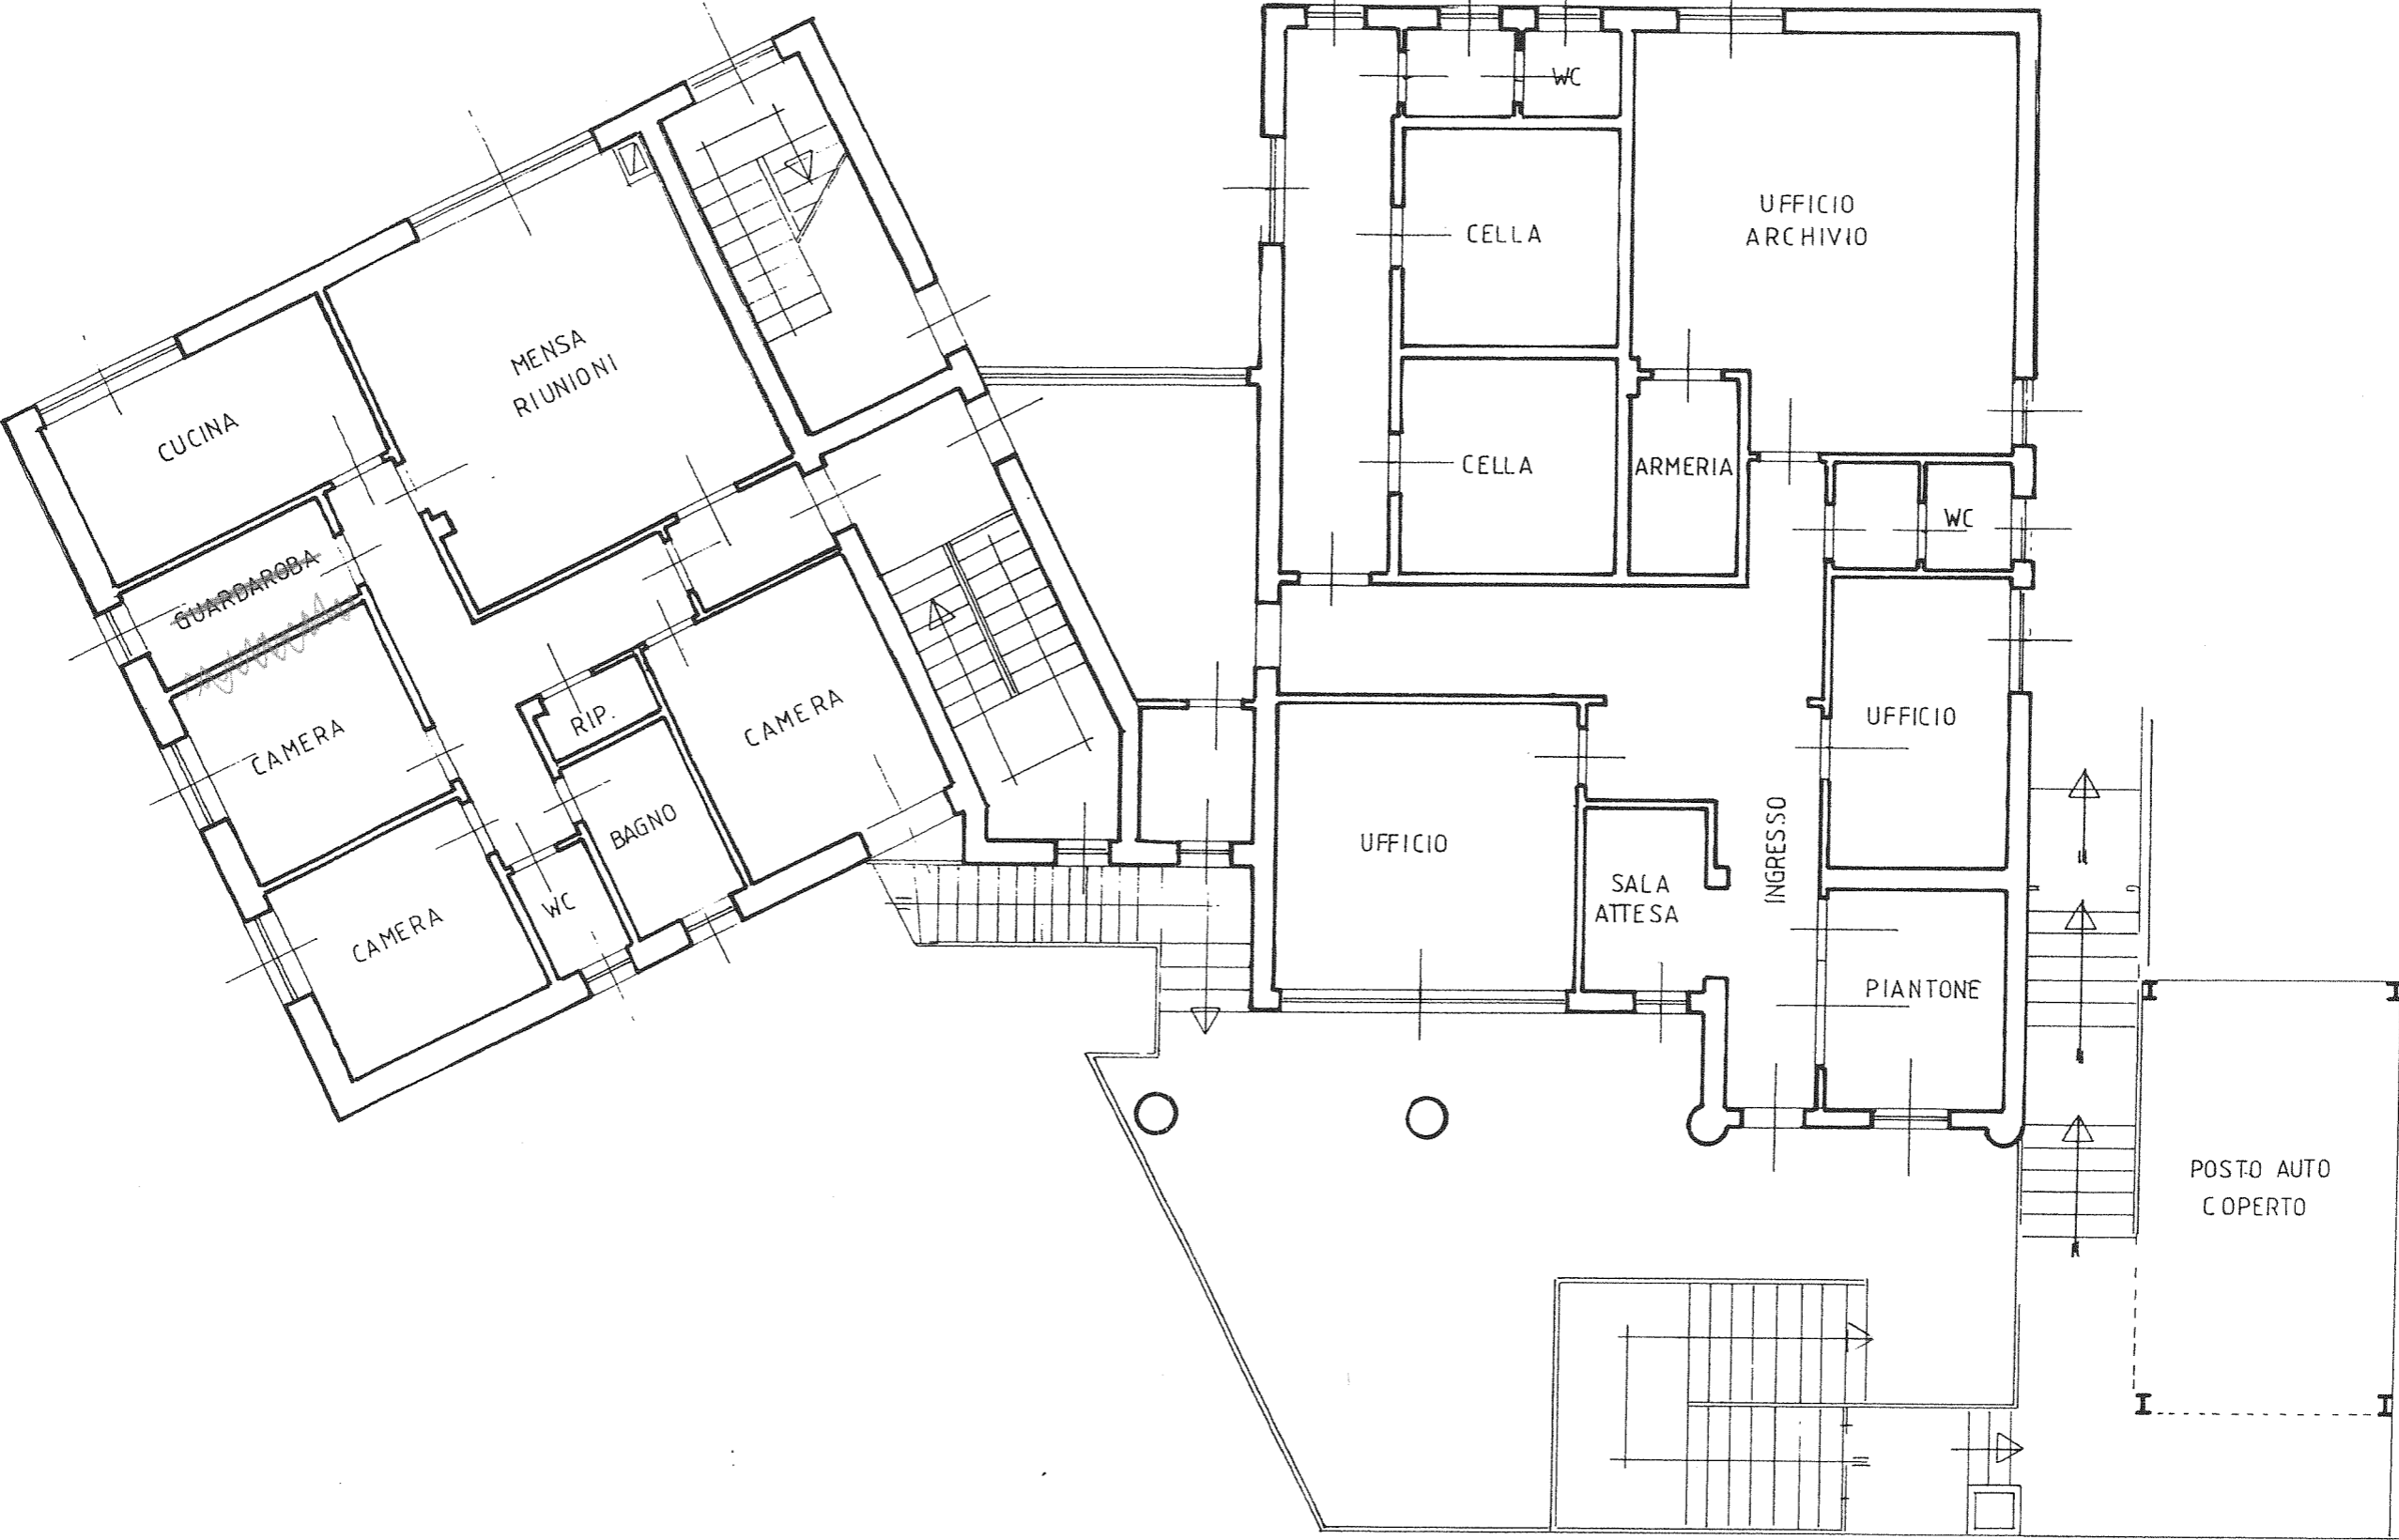 WC
UFFICIO
ARCHIVIO
CELLA
MENSA
RIUNIONI
CUCINA
CELLA
ARMERIA
WC
GUARDAROBA
RIP.
CAMERA
CAMERA
UFFICIO
BAGNO
UFFICIO
INGRESSO
SALA
ATTESA
WC
CAMERA
PIANTONE
POSTO AUTO
COPERTO